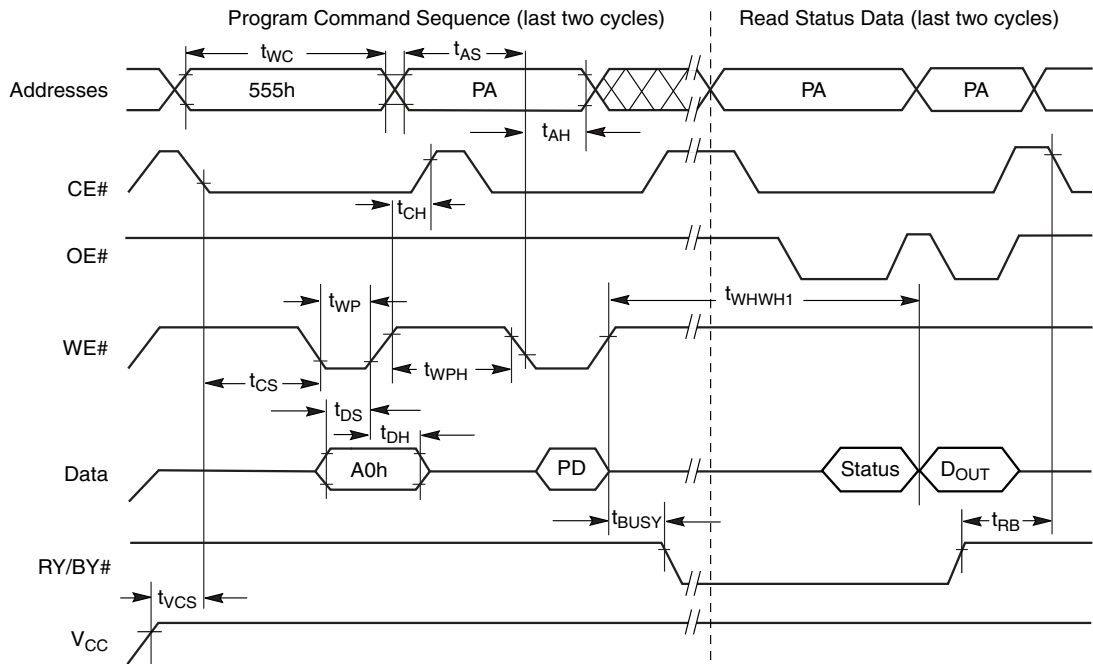 Program Command Sequence (last two cycles)
Read Status Data (last two cycles)
tWC
tAS
Addresses
555h
PA
PA
PA
tAH
CE#
tCH
OE#
tWP
tWHWH1
WE#
tWPH
tCS
tDS
tDH
Data
A0h
PD
Status
DOUT
tBUSY
tRB
RY/BY#
tVCS
VCC